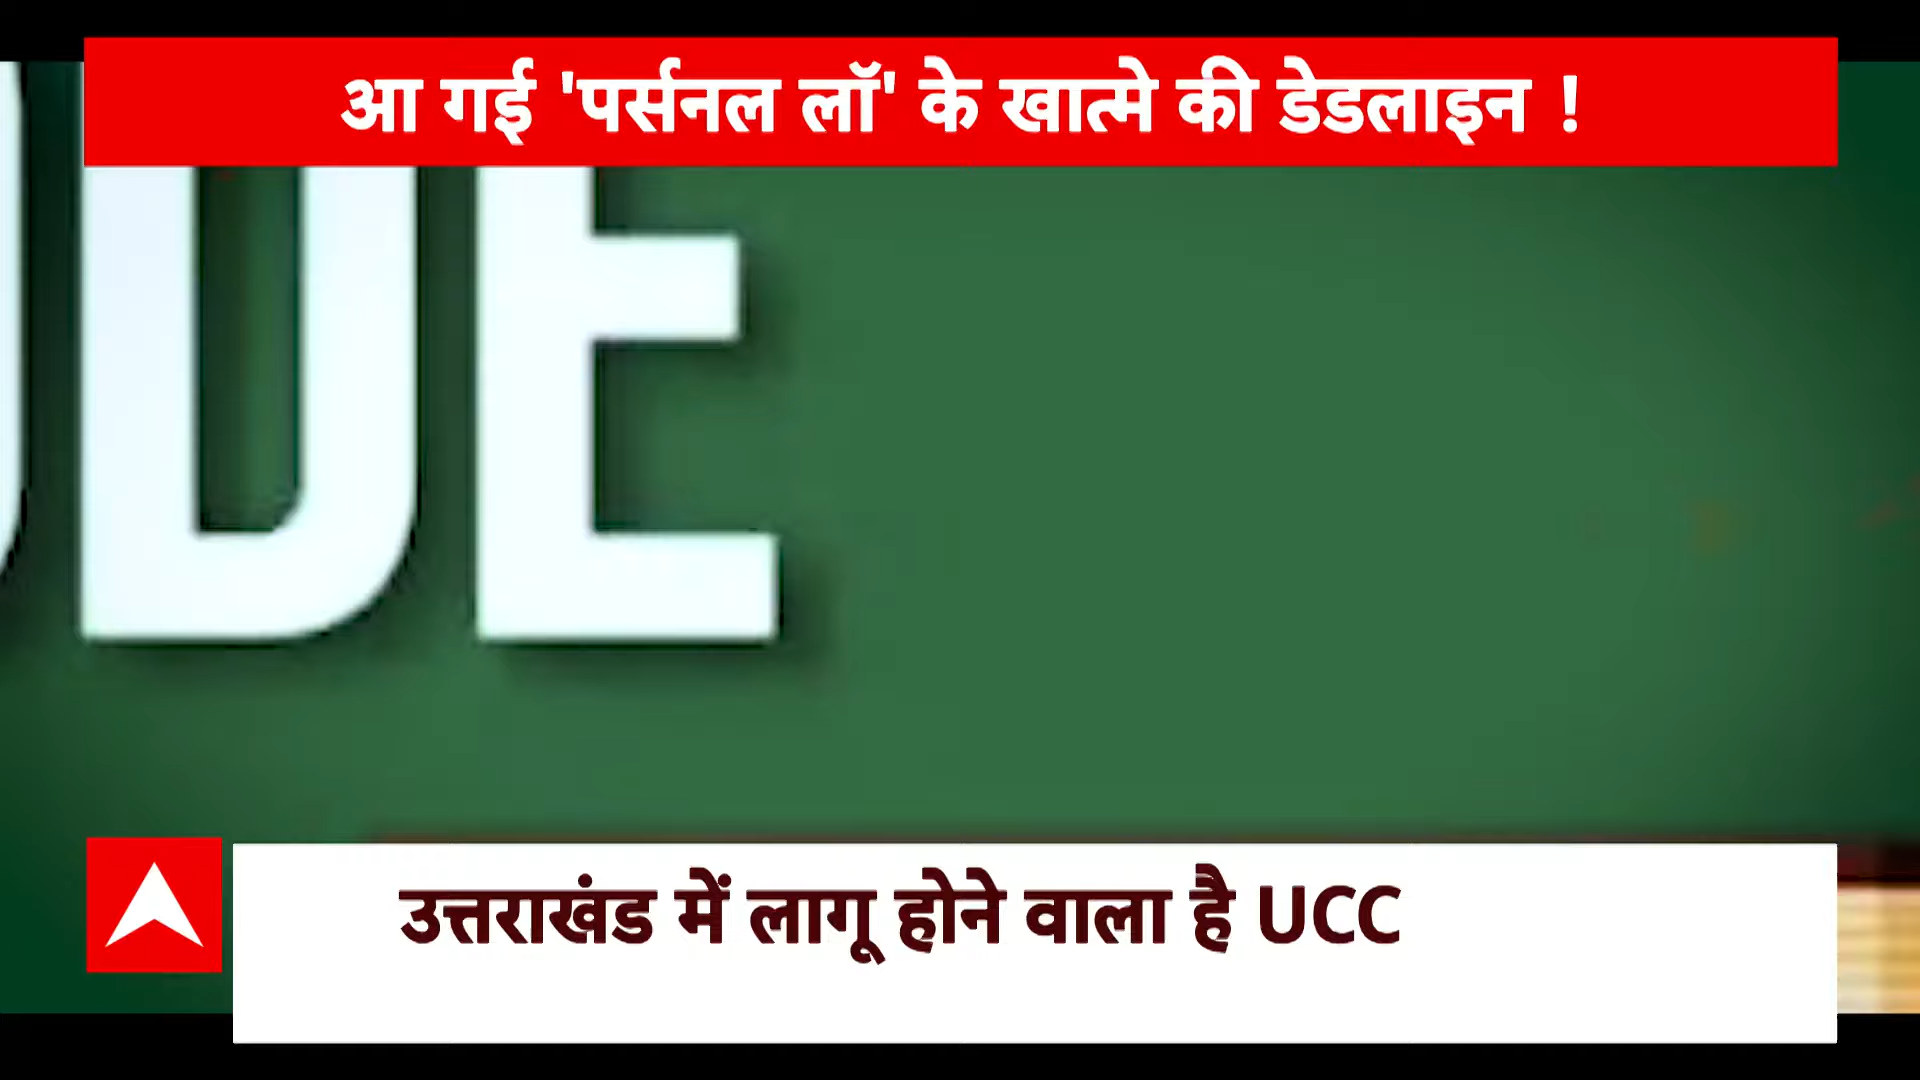 आ गई 'पर्सनल लॉ' के खात्मे की डेडलाइन !
DE
उत्तराखंड में लागू होने वाला है UCC